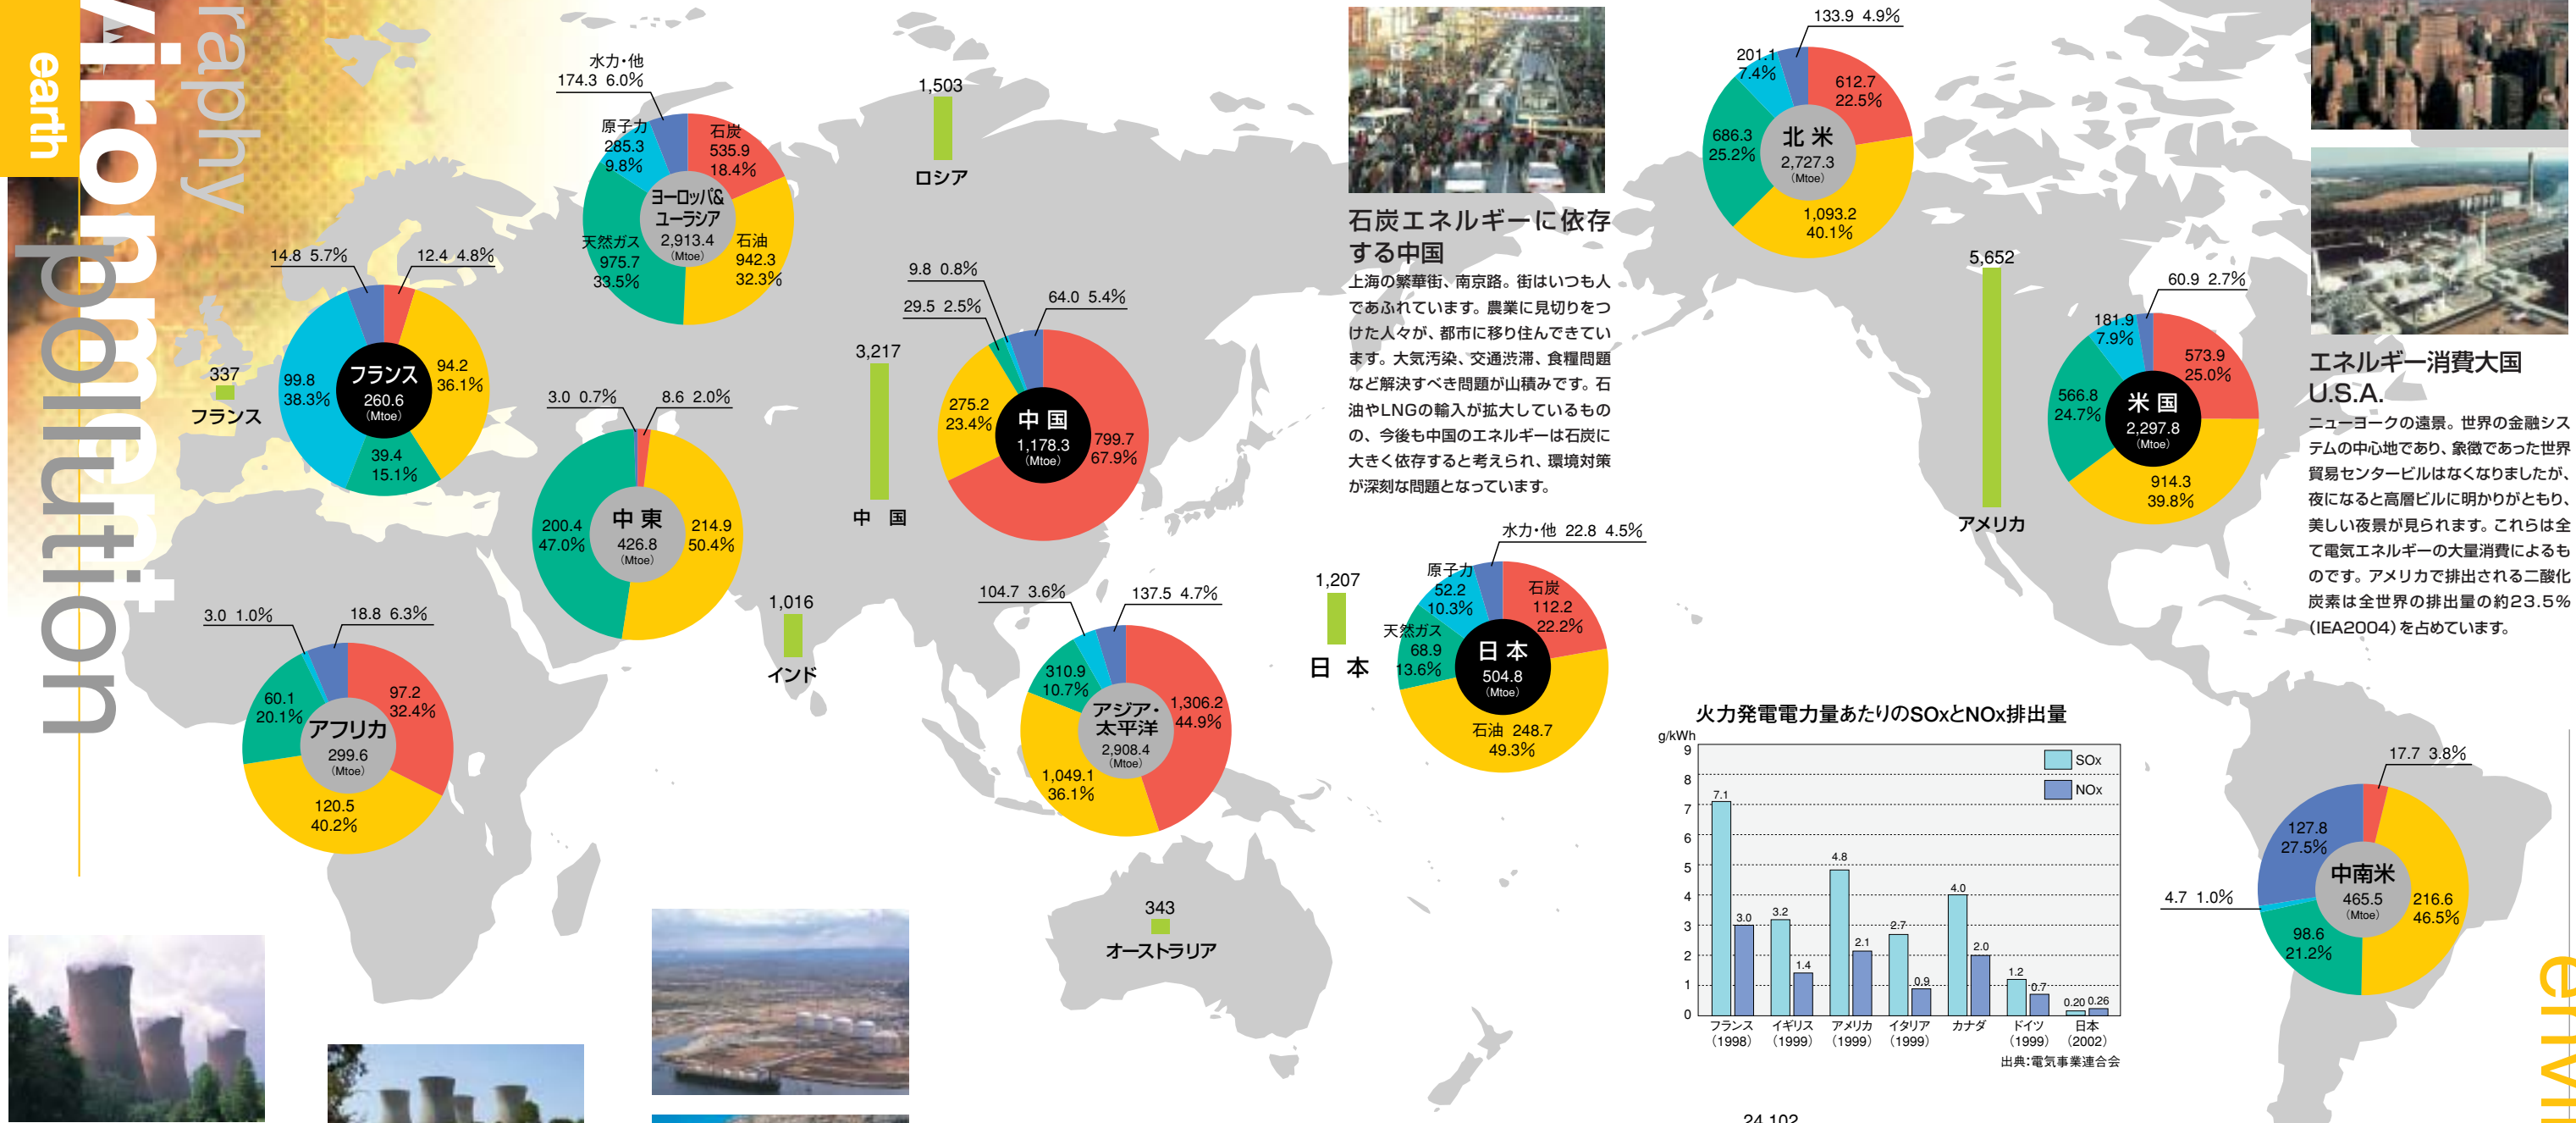 earth
vironment
raphy
pollution
水力・他
174.3 6.0%
原子力
285.3
9.8%
石炭
535.9
18.4%
ヨーロッパ&
ユーラシア
2,913.4
(Mtoe)
天然ガス
975.7
33.5%
石油
942.3
32.3%
1,503
ロシア
14.8 5.7%
12.4 4.8%
99.8
38.3%
フランス
260.6
(Mtoe)
94.2
36.1%
39.4
15.1%
337
フランス
3.0 0.7%
8.6 2.0%
200.4
47.0%
中東
426.8
(Mtoe)
214.9
50.4%
3,217
中 国
9.8 0.8%
29.5 2.5%
64.0 5.4%
275.2
23.4%
中国
1,178.3
(Mtoe)
799.7
67.9%
3.0 1.0%
18.8 6.3%
60.1
20.1%
アフリカ
299.6
(Mtoe)
97.2
32.4%
120.5
40.2%
1,016
インド
104.7 3.6%
137.5 4.7%
310.9
10.7%
アジア・
太平洋
2,908.4
(Mtoe)
1,306.2
44.9%
1,049.1
36.1%
343
オーストラリア
石炭エネルギーに依存
する中国
上海の繁華街、南京路。街はいつも人
であふれています。農業に見切りをつ
けた人々が、都市に移り住んできてい
ます。大気汚染、交通渋滞、食糧問題
など解決すべき問題が山積みです。石
油やLNGの輸入が拡大しているもの
の、今後も中国のエネルギーは石炭に
大きく依存すると考えられ、環境対策
が深刻な問題となっています。
1,207
日 本
水力・他 22.8 4.5%
原子力
52.2
10.3%
石炭
112.2
22.2%
天然ガス
68.9
13.6%
日本
504.8
(Mtoe)
石油 248.7
49.3%
133.9 4.9%
201.1
7.4%
612.7
22.5%
686.3
25.2%
北米
2,727.3
(Mtoe)
1,093.2
40.1%
5,652
アメリカ
60.9 2.7%
181.9
7.9%
573.9
25.0%
566.8
24.7%
米国
2,297.8
(Mtoe)
914.3
39.8%
エネルギー消費大国
U.S.A.
ニューヨークの遠景。世界の金融シス
テムの中心地であり、象徴であった世界
貿易センタービルはなくなりましたが、
夜になると高層ビルに明かりがともり、
美しい夜景が見られます。これらは全
て電気エネルギーの大量消費によるも
のです。アメリカで排出される二酸化
炭素は全世界の排出量の約23.5%
(IEA2004)を占めています。
火力発電電力量あたりのSOxとNOx排出量
g/kWh
9
8
7
6
5
4
3
2
1
0
SOx
NOx
7.1
3.0
3.2
1.4
4.8
2.1
2.7
0.9
4.0
2.0
1.2
0.7
0.20 0.26
フランス イギリス アメリカ イタリア カナダ ドイツ 日本
(1998) (1999) (1999) (1999) (1999) (2002)
出典:電気事業連合会
17.7 3.8%
127.8
27.5%
中南米
465.5
(Mtoe)
216.6
46.5%
4.7 1.0%
98.6
21.2%
envir
24,102